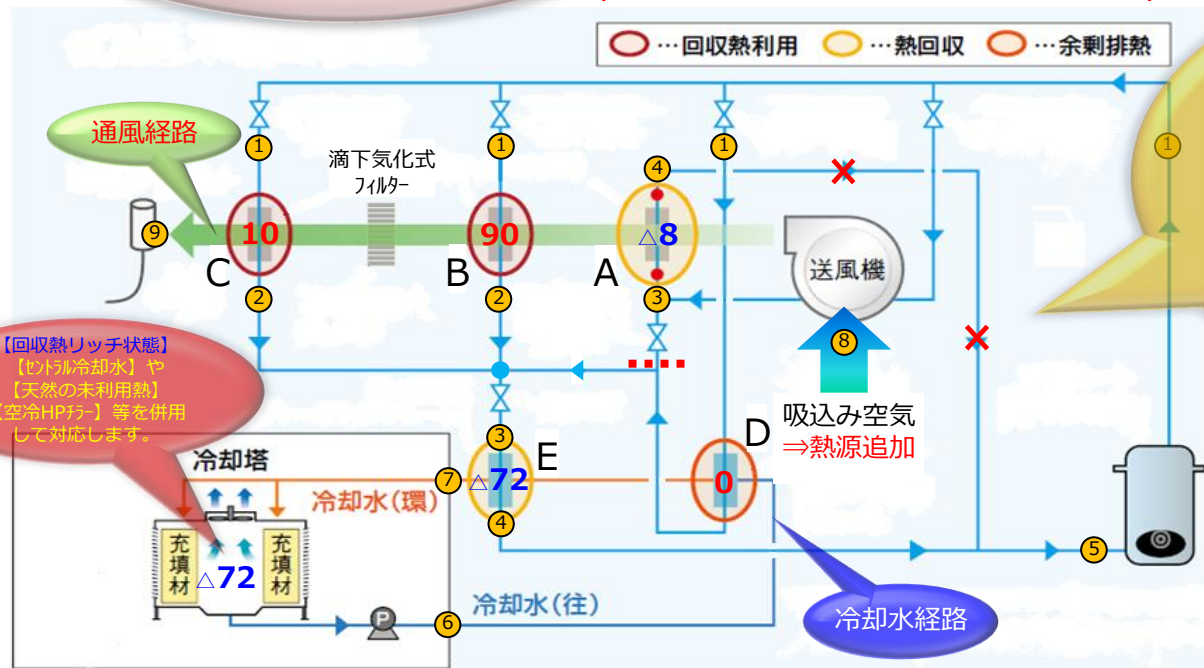 …回収熱利用 …熱回収 …余剰排熱
通風経路
滴下気化式
フィルター
1
1
1
1
4
9
10
90
△8
送風機
C
B
A
2
2
3
8
【回収熱リッチ状態】
【セントラル冷却水】や
【天然の未利用熱】
【空冷HPチラー】等を併用
して対応します。
吸込み空気
⇒熱源追加
冷却塔
3
E
D
7
△72
0
冷却水(環)
4
5
充填材
△72
充填材
P
6
冷却水(往)
冷却水経路